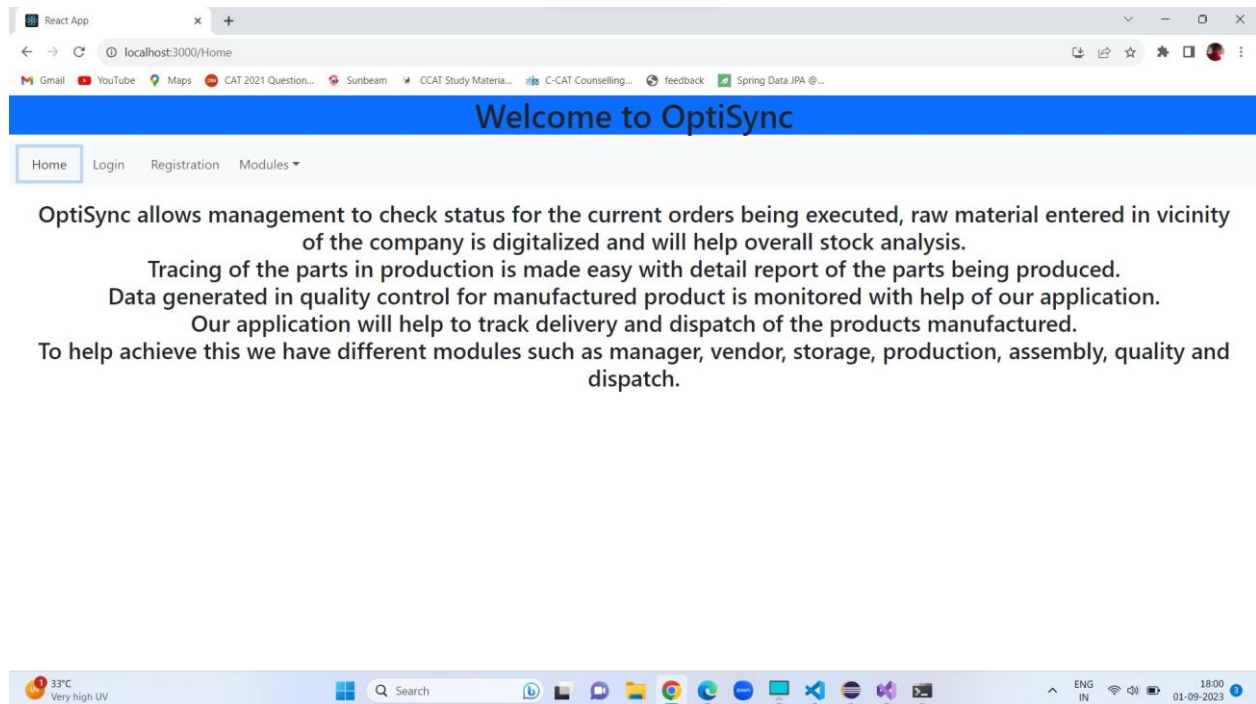 React App
localhost:3000/Home
Gmail YouTube Maps CAT 2021 Question... Sunbeam CCAT Study Materia... C-CAT Counselling... feedback Spring Data JPA @...
Welcome to OptiSync
Home Login Registration Modules
OptiSync allows management to check status for the current orders being executed, raw material entered in vicinity
of the company is digitalized and will help overall stock analysis.
Tracing of the parts in production is made easy with detail report of the parts being produced.
Data generated in quality control for manufactured product is monitored with help of our application.
Our application will help to track delivery and dispatch of the products manufactured.
To help achieve this we have different modules such as manager, vendor, storage, production, assembly, quality and
dispatch.
33°C
Very high UV
Search
ENG
IN
18:00
01-09-2023